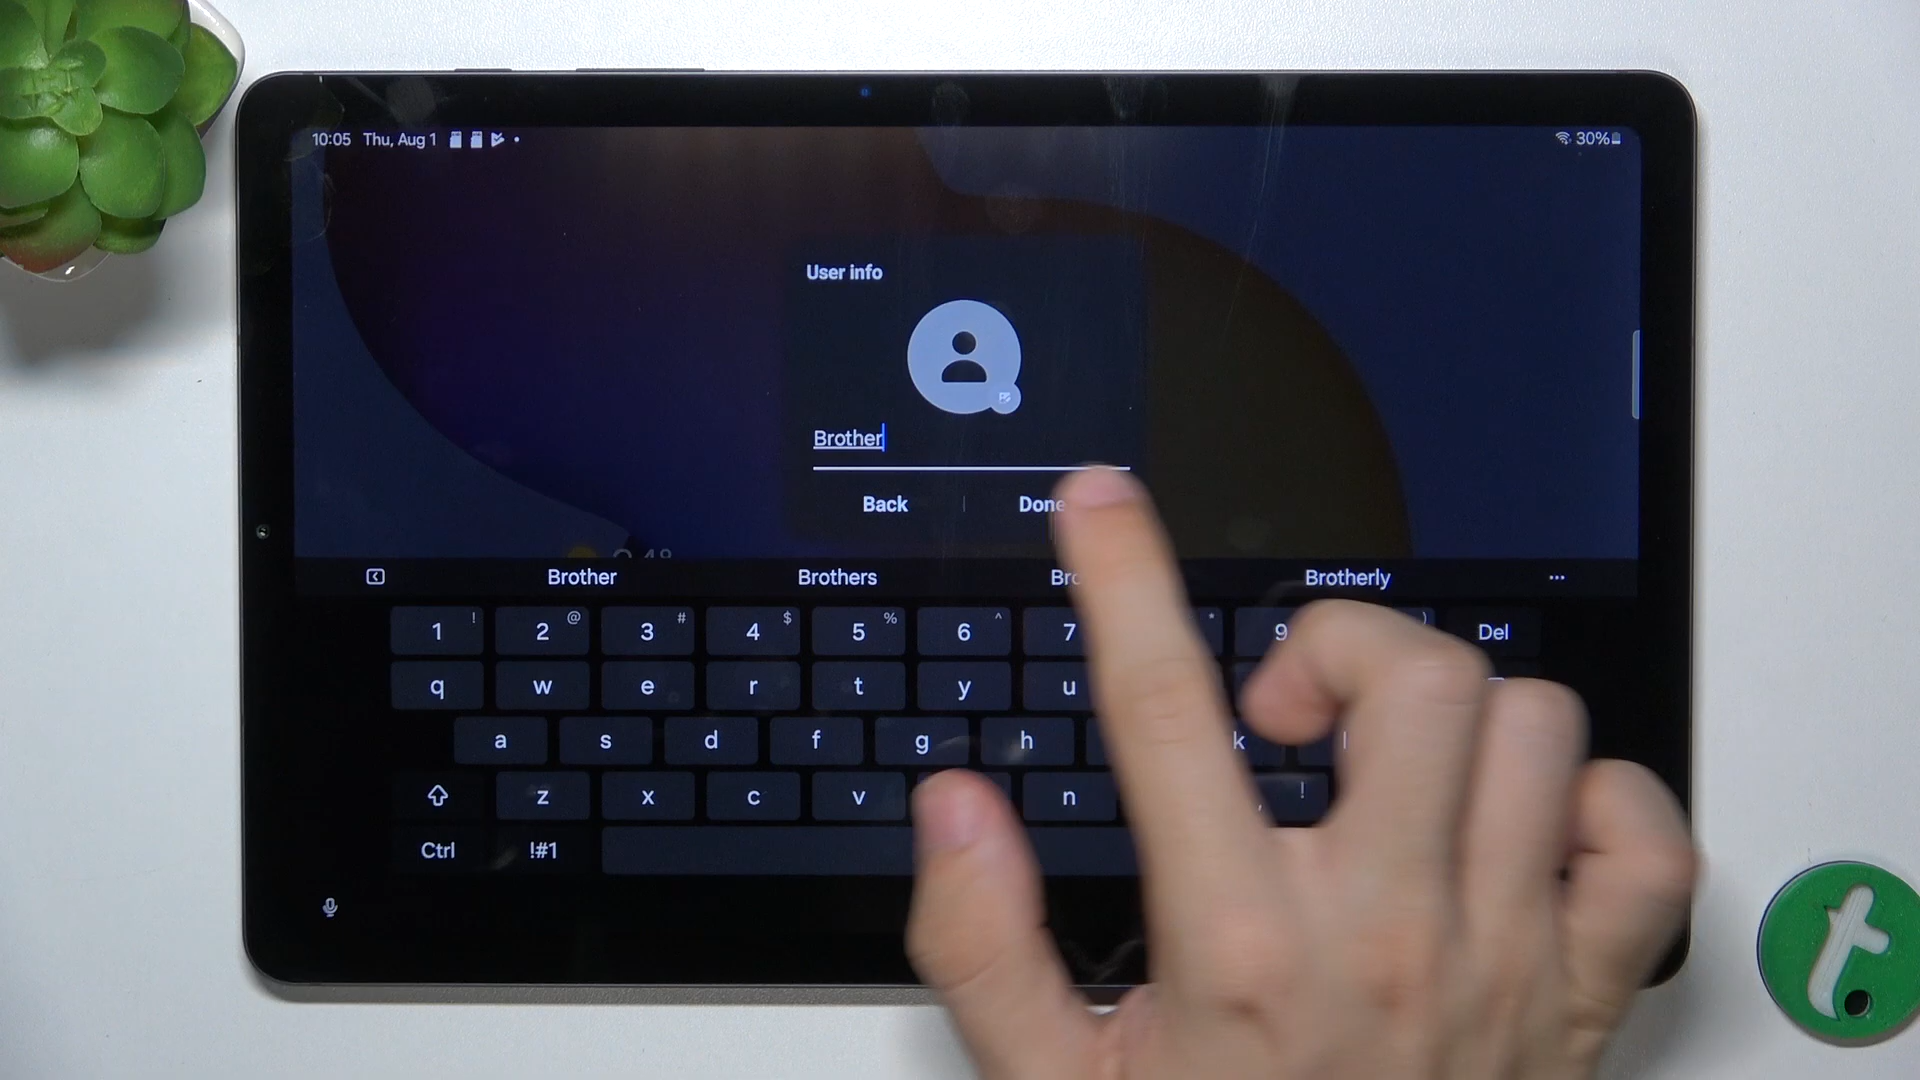 10:05 Thu, Aug 1
30%
User info
Brother
Back | Done
Brother Brothers Brotherly ...
1 ! 2 @ 3 # 4 $ 5 % 6 ^ 7 * 9 ) Del
q w e r t y u
a s d f g h k l
z x c v n , !
Ctrl !#1
t